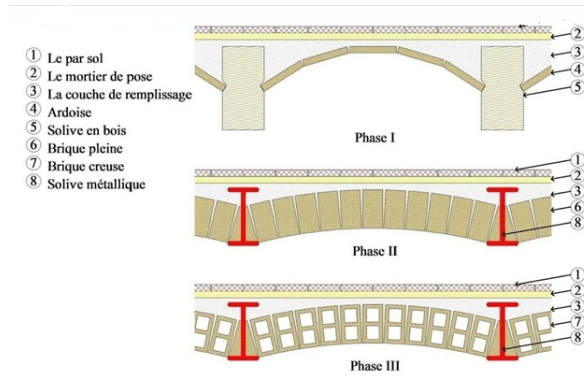 ① Le par sol
② Le mortier de pose
③ La couche de remplissage
④ Ardoise
⑤ Solive en bois
⑥ Brique pleine
⑦ Brique creuse
⑧ Solive métallique
②
③
④
⑤
Phase I
①
②
③
⑥
⑧
Phase II
①
②
③
⑦
⑧
Phase III